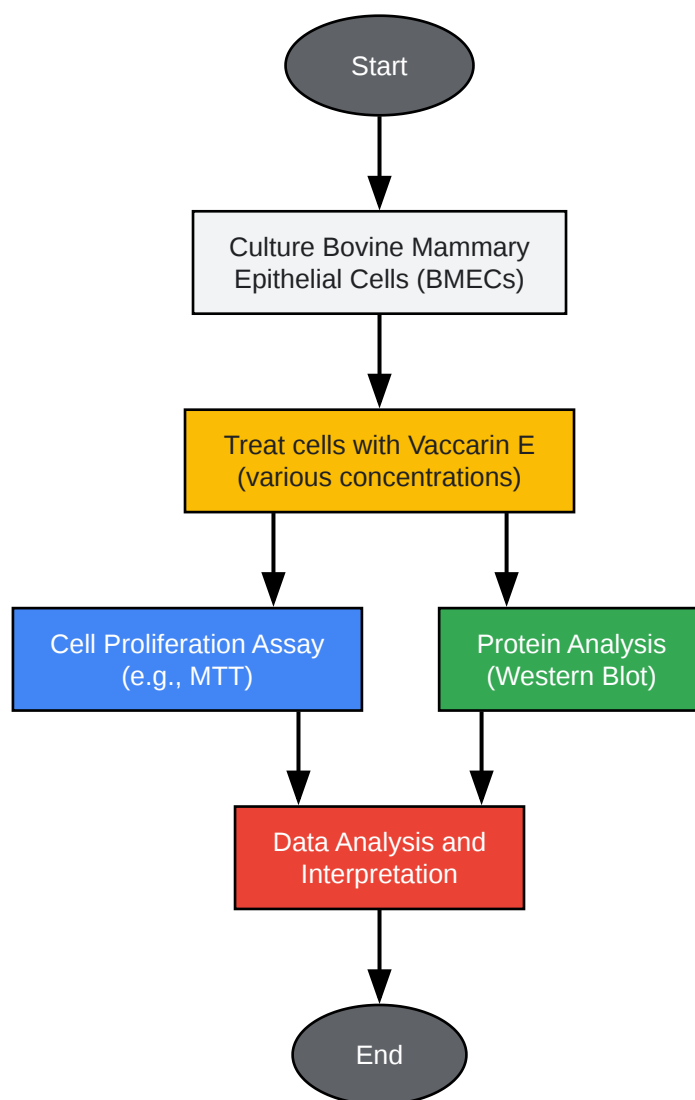 Start
Culture Bovine Mammary
Epithelial Cells (BMECs)
Treat cells with Vaccarin E
(various concentrations)
Cell Proliferation Assay
(e.g., MTT)
Protein Analysis
(Western Blot)
Data Analysis and
Interpretation
End